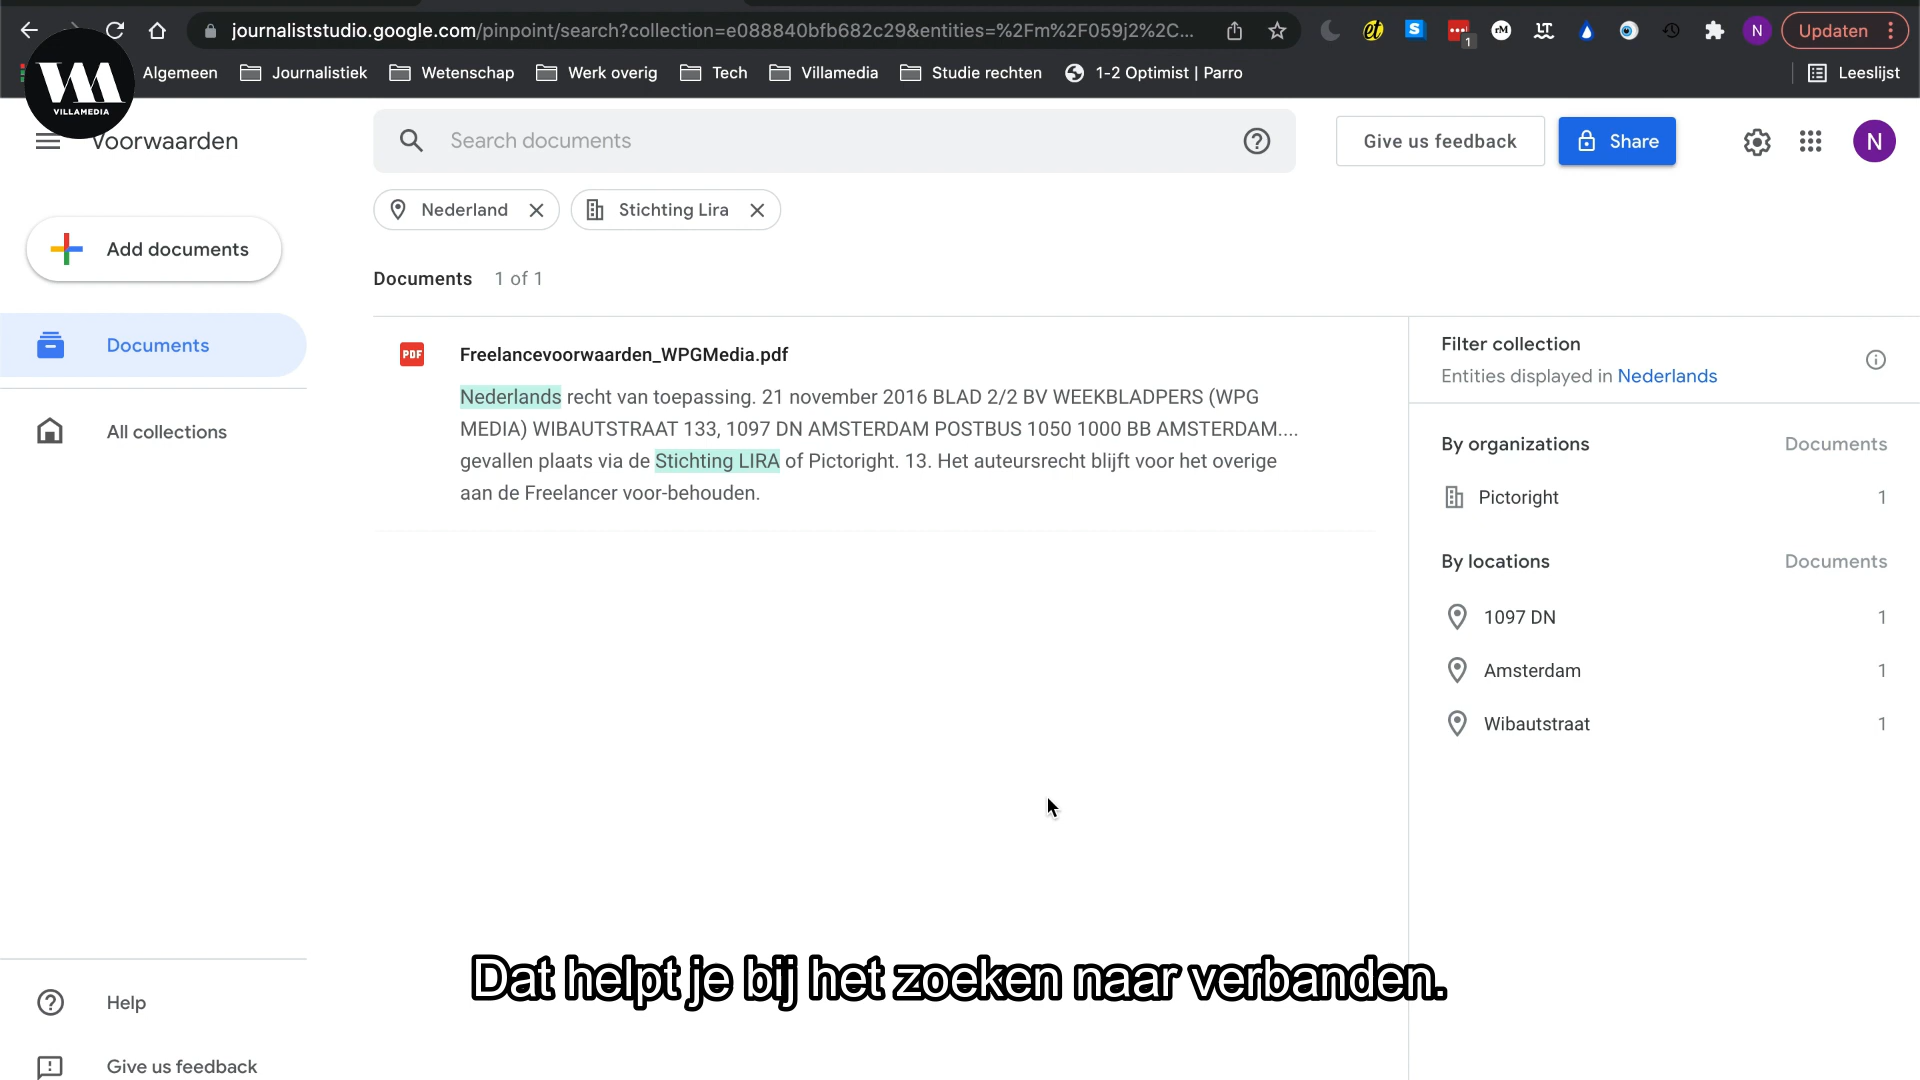 journaliststudio.google.com/pinpoint/search?collection=e088840bfb682c29&entities=%2Fm%2F059j2%2C...
1
rM
LT
S
N
Updaten
Algemeen
Journalistiek
Wetenschap
Werk overig
Tech
Villamedia
Studie rechten
1-2 Optimist | Parro
Leeslijst
VM
VILLAMEDIA
Voorwaarden
Search documents
Give us feedback
Share
N
Nederland
Stichting Lira
Add documents
Documents 1 of 1
Documents
All collections
PDF
Freelancevoorwaarden_WPGMedia.pdf
Nederlands recht van toepassing. 21 november 2016 BLAD 2/2 BV WEEKBLADPERS (WPG
MEDIA) WIBAUTSTRAAT 133, 1097 DN AMSTERDAM POSTBUS 1050 1000 BB AMSTERDAM....
gevallen plaats via de Stichting LIRA of Pictoright. 13. Het auteursrecht blijft voor het overige
aan de Freelancer voor-behouden.
Filter collection
Entities displayed in Nederlands
By organizations Documents
Pictoright 1
By locations Documents
1097 DN 1
Amsterdam 1
Wibautstraat 1
Dat helpt je bij het zoeken naar verbanden.
Help
Give us feedback